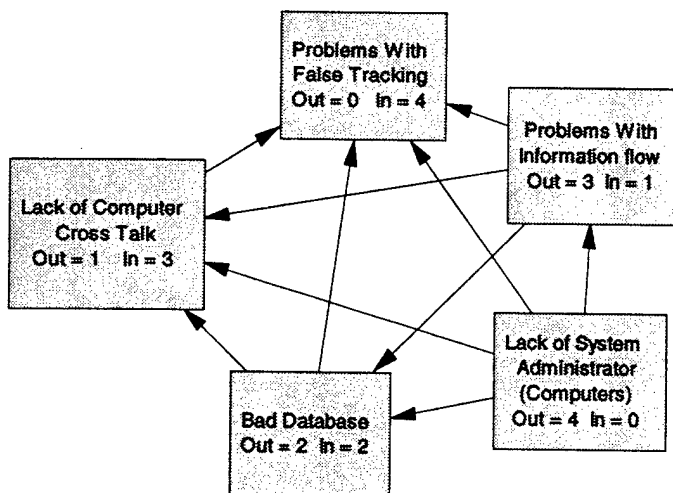 Problems With
False Tracking
Out = 0 In = 4
Problems With
Information flow
Out = 3 In = 1
Lack of Computer
Cross Talk
Out = 1 In = 3
Lack of System
Administrator
(Computers)
Out = 4 In = 0
Bad Database
Out = 2 In = 2